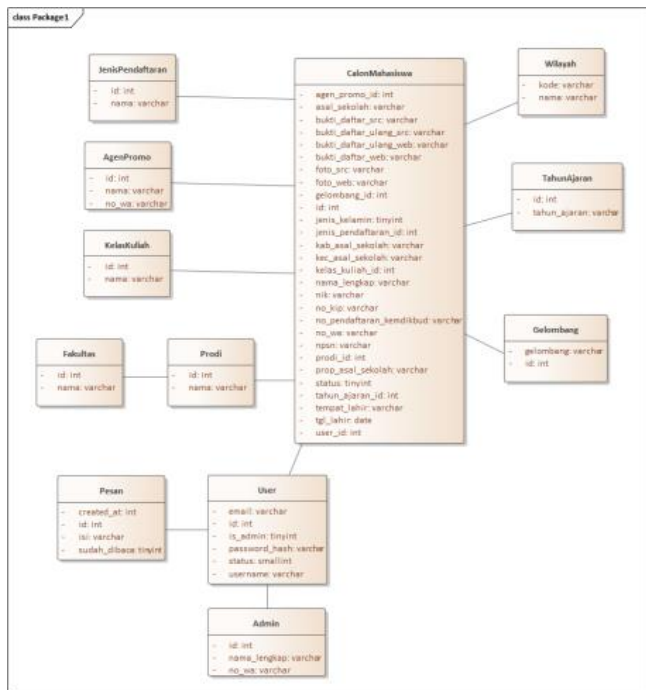 class Package1
JenisPendaftaran
- id: int
- nama: varchar
AgenPromo
- id: int
- nama: varchar
- no_wa: varchar
KelasKuliah
- id: int
- nama: varchar
Fakultas
- id: int
- nama: varchar
Prodi
- id: int
- nama: varchar
CalonMahasiswa
- agen_promo_id: int
- asal_sekolah: varchar
- bukti_daftar_src: varchar
- bukti_daftar_ulang_src: varchar
- bukti_daftar_ulang_web: varchar
- bukti_daftar_web: varchar
- foto_src: varchar
- foto_web: varchar
- gelombang_id: int
- id: int
- jenis_kelamin: tinyint
- jenis_pendaftaran_id: int
- kab_asal_sekolah: varchar
- kec_asal_sekolah: varchar
- kelas_kuliah_id: int
- nama_lengkap: varchar
- nik: varchar
- no_kip: varchar
- no_pendaftaran_kemdikbud: varchar
- no_wa: varchar
- npsn: varchar
- prodi_id: int
- prop_asal_sekolah: varchar
- status: tinyint
- tahun_ajaran_id: int
- tempat_lahir: varchar
- tgl_lahir: date
- user_id: int
Wilayah
- kode: varchar
- nama: varchar
TahunAjaran
- id: int
- tahun_ajaran: varchar
Gelombang
- gelombang: varchar
- id: int
Pesan
- created_at: int
- id: int
- isi: varchar
- sudah_dibaca: tinyint
User
- email: varchar
- id: int
- is_admin: tinyint
- password_hash: varchar
- status: smallint
- username: varchar
Admin
- id: int
- nama_lengkap: varchar
- no_wa: varchar